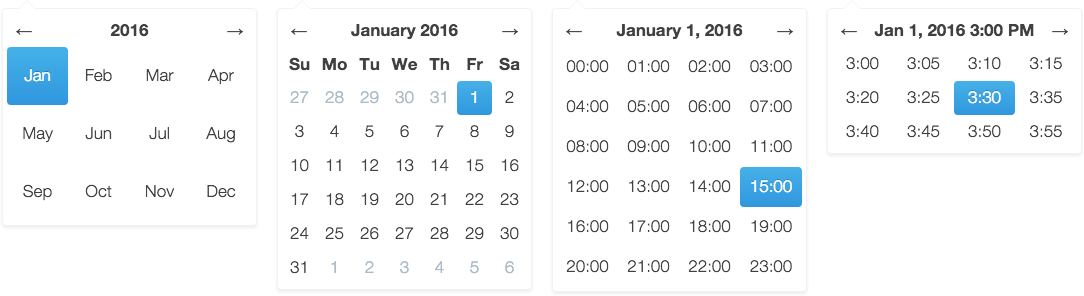 ← 2016 →
Jan Feb Mar Apr
May Jun Jul Aug
Sep Oct Nov Dec
← January 2016 →
Su Mo Tu We Th Fr Sa
27 28 29 30 31 1 2
3 4 5 6 7 8 9
10 11 12 13 14 15 16
17 18 19 20 21 22 23
24 25 26 27 28 29 30
31 1 2 3 4 5 6
← January 1, 2016 →
00:00 01:00 02:00 03:00
04:00 05:00 06:00 07:00
08:00 09:00 10:00 11:00
12:00 13:00 14:00 15:00
16:00 17:00 18:00 19:00
20:00 21:00 22:00 23:00
← Jan 1, 2016 3:00 PM →
3:00 3:05 3:10 3:15
3:20 3:25 3:30 3:35
3:40 3:45 3:50 3:55